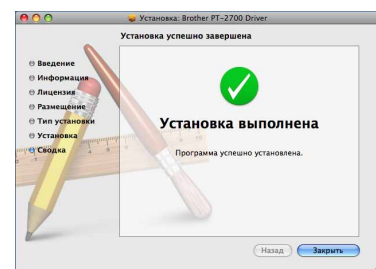 Установка: Brother PT-2700 Driver
Установка успешно завершена
Введение
Информация
Лицензия
Размещение
Тип установки
Установка
Сводка
Установка выполнена
Программа успешно установлена.
Назад
Закрыть